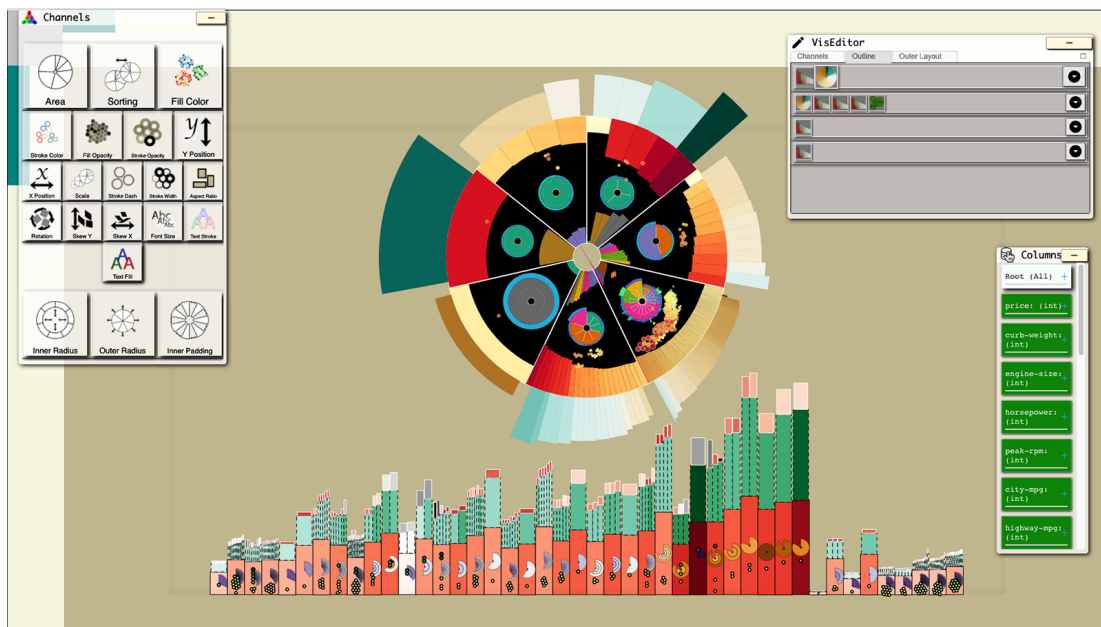 Channels
Area
Sorting
Fill Color
Stroke Color
Fill Opacity
Stroke Opacity
Y Position
X Position
Scale
Stroke Dash
Stroke Width
Aspect Ratio
Rotation
Skew Y
Skew X
Font Size
Text Stroke
Text Fill
Inner Radius
Outer Radius
Inner Padding
VisEditor
Channels
Outline
Outer Layout
Columns
Root (All) +
price: (int)+
curb-weight:
(int) +
engine-size:
(int) +
horsepower:
(int) +
peak-rpm:
(int) +
city-mpg:
(int) +
highway-mpg:
(int) +